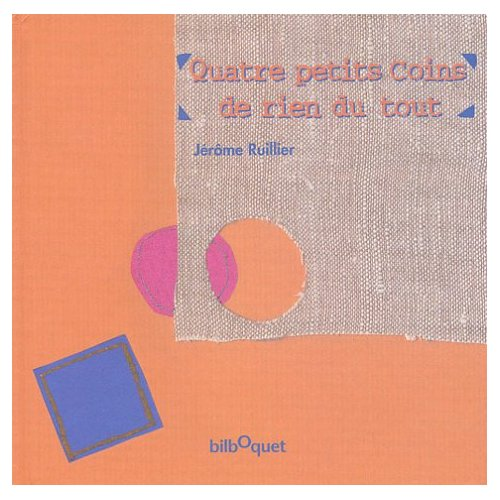 Quatre petits Coins
de rien du tout
Jérôme Ruillier
bilbOquet